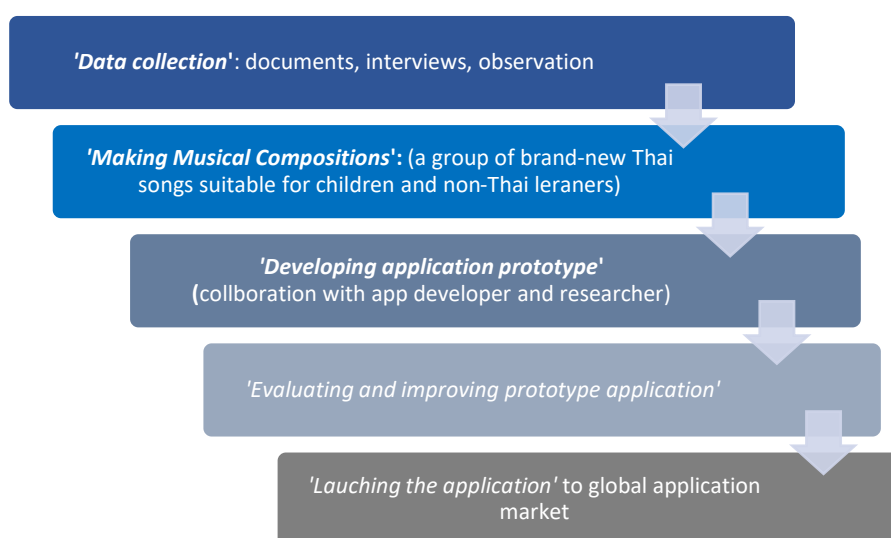 'Data collection': documents, interviews, observation
'Making Musical Compositions': (a group of brand-new Thai
songs suitable for children and non-Thai leraners)
'Developing application prototype'
(collboration with app developer and researcher)
'Evaluating and improving prototype application'
'Lauching the application' to global application
market